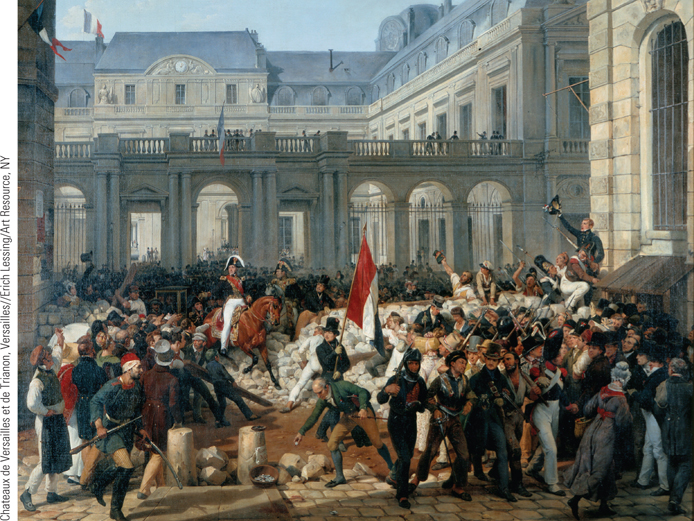 Chateaux de Versailles et de Trianon, Versailles//Erich Lessing/Art Resource, NY